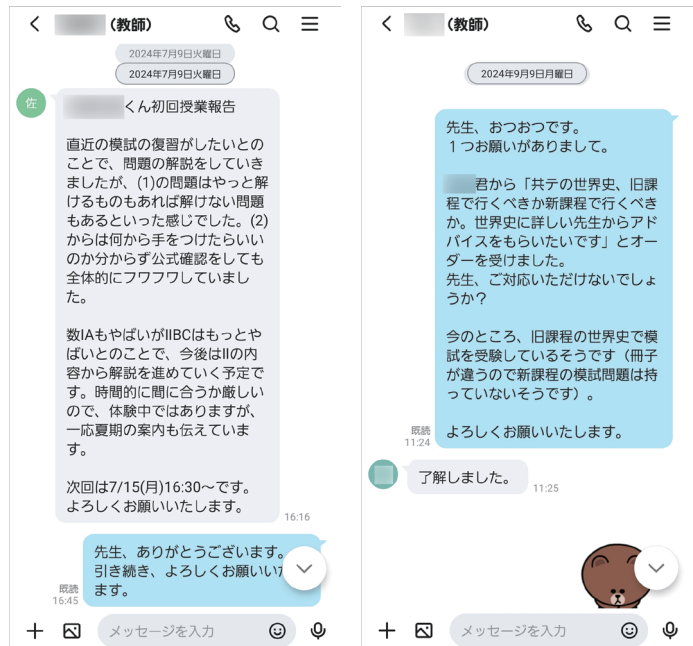 (教師)
2024年7月9日火曜日
2024年7月9日火曜日
佐
くん初回授業報告
直近の模試の復習がしたいとの
ことで、問題の解説をしていき
ましたが、(1)の問題はやっと解
けるものもあれば解けない問題
もあるといった感じでした。(2)
からは何から手をつけたらいい
のか分からず公式確認をしても
全体的にフワフワしていまし
た。
数IAもやばいがIIBCはもっとや
ばいとのことで、今後はIIの内
容から解説を進めていく予定で
す。時間的に間に合うか厳しい
ので、体験中ではありますが、
一応夏期の案内も伝えていま
す。
次回は7/15(月)16:30〜です。
よろしくお願いいたします。
16:16
先生、ありがとうございます。
引き続き、よろしくお願いいた
ます。
既読
16:45
メッセージを入力
(教師)
2024年9月9日月曜日
先生、おつおつです。
1つお願いがありまして。
君から「共テの世界史、旧課
程で行くべきか新課程で行くべき
か。世界史に詳しい先生からアド
バイスをもらいたいです」とオー
ダーを受けました。
先生、ご対応いただけないでしょ
うか?
今のところ、旧課程の世界史で模
試を受験しているそうです(冊子
が違うので新課程の模試問題は持
っていないそうです)。
よろしくお願いいたします。
既読
11:24
了解しました。
11:25
メッセージを入力